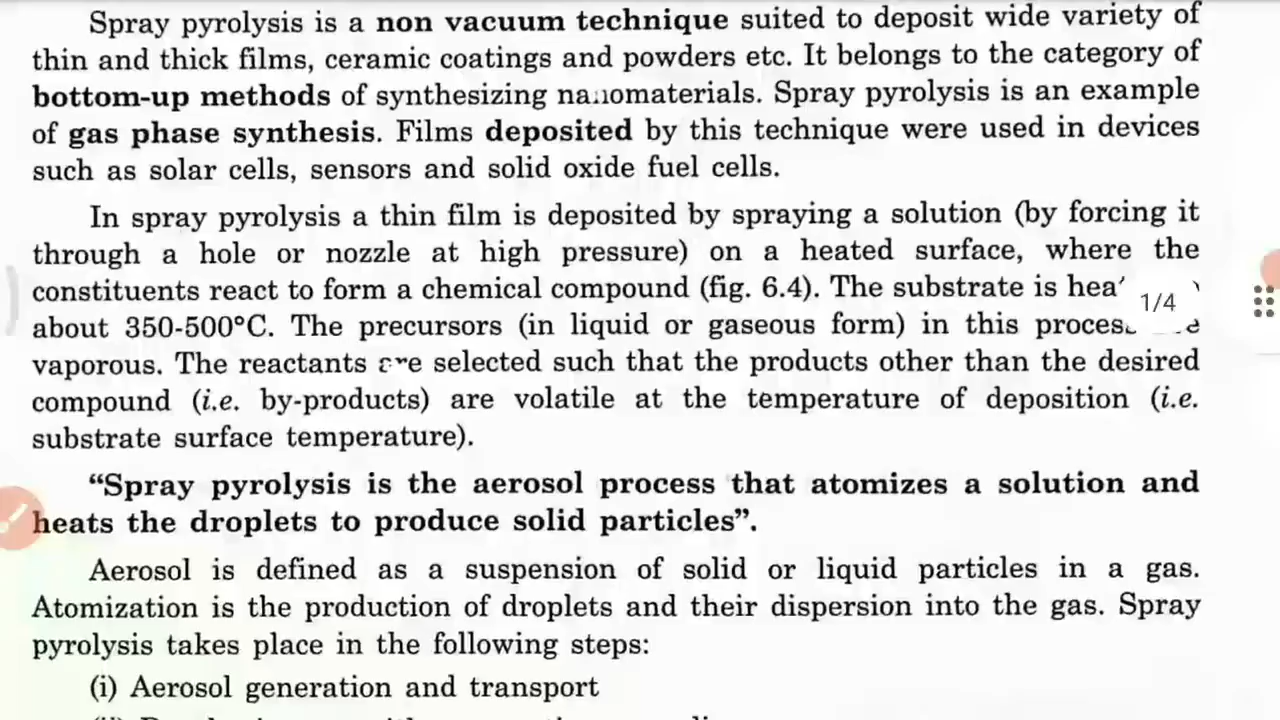 Spray pyrolysis is a non vacuum technique suited to deposit wide variety of
thin and thick films, ceramic coatings and powders etc. It belongs to the category of
bottom-up methods of synthesizing nanomaterials. Spray pyrolysis is an example
of gas phase synthesis. Films deposited by this technique were used in devices
such as solar cells, sensors and solid oxide fuel cells.
In spray pyrolysis a thin film is deposited by spraying a solution (by forcing it
through a hole or nozzle at high pressure) on a heated surface, where the
constituents react to form a chemical compound (fig. 6.4). The substrate is
1/4
about 350-500°C. The precursors (in liquid or gaseous form) in this
vaporous. The reactants are selected such that the products other than the desired
compound (i.e. by-products) are volatile at the temperature of deposition (i.e.
substrate surface temperature).
“Spray pyrolysis is the aerosol process that atomizes a solution and
heats the droplets to produce solid particles”.
Aerosol is defined as a suspension of solid or liquid particles in a gas.
Atomization is the production of droplets and their dispersion into the gas. Spray
pyrolysis takes place in the following steps:
(i) Aerosol generation and transport